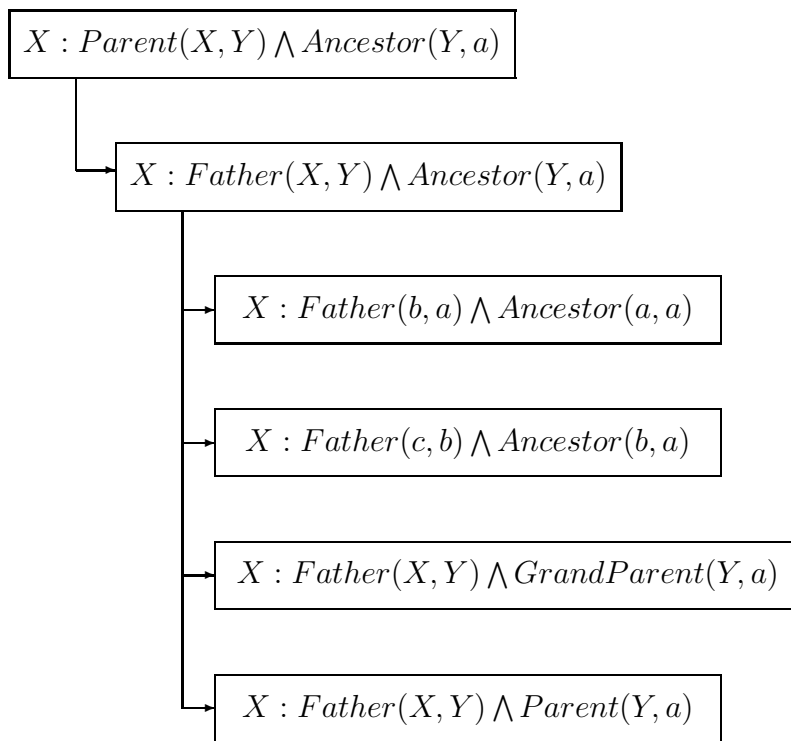 X : Parent(X, Y) ⋀ Ancestor(Y, a)
X : Father(X, Y) ⋀ Ancestor(Y, a)
X : Father(b, a) ⋀ Ancestor(a, a)
X : Father(c, b) ⋀ Ancestor(b, a)
X : Father(X, Y) ⋀ GrandParent(Y, a)
X : Father(X, Y) ⋀ Parent(Y, a)